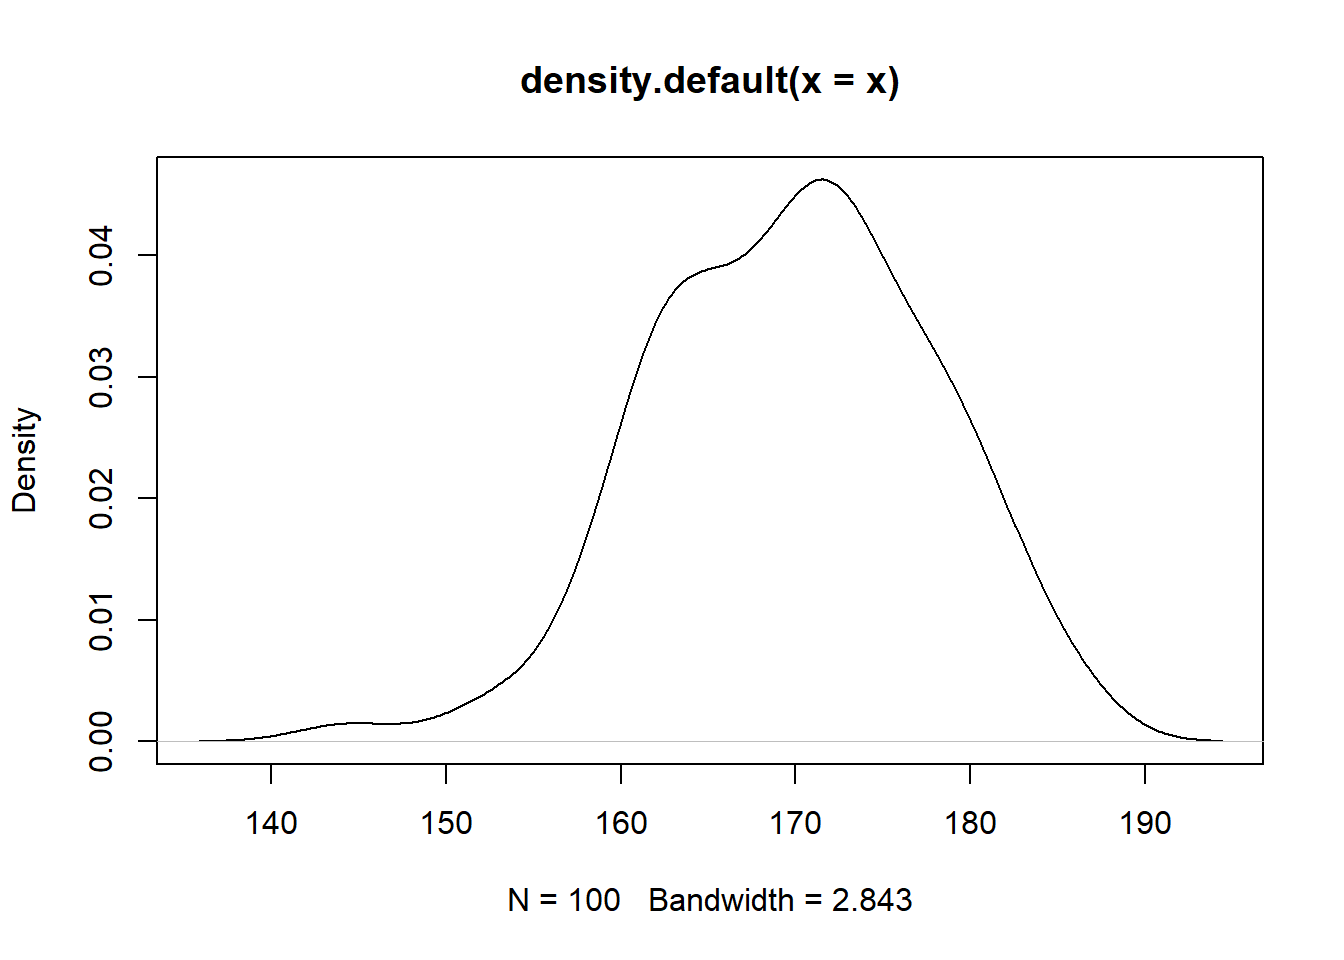 density.default(x = x)
Density
0.04
0.03
0.02
0.01
0.00
140 150 160 170 180 190
N = 100 Bandwidth = 2.843